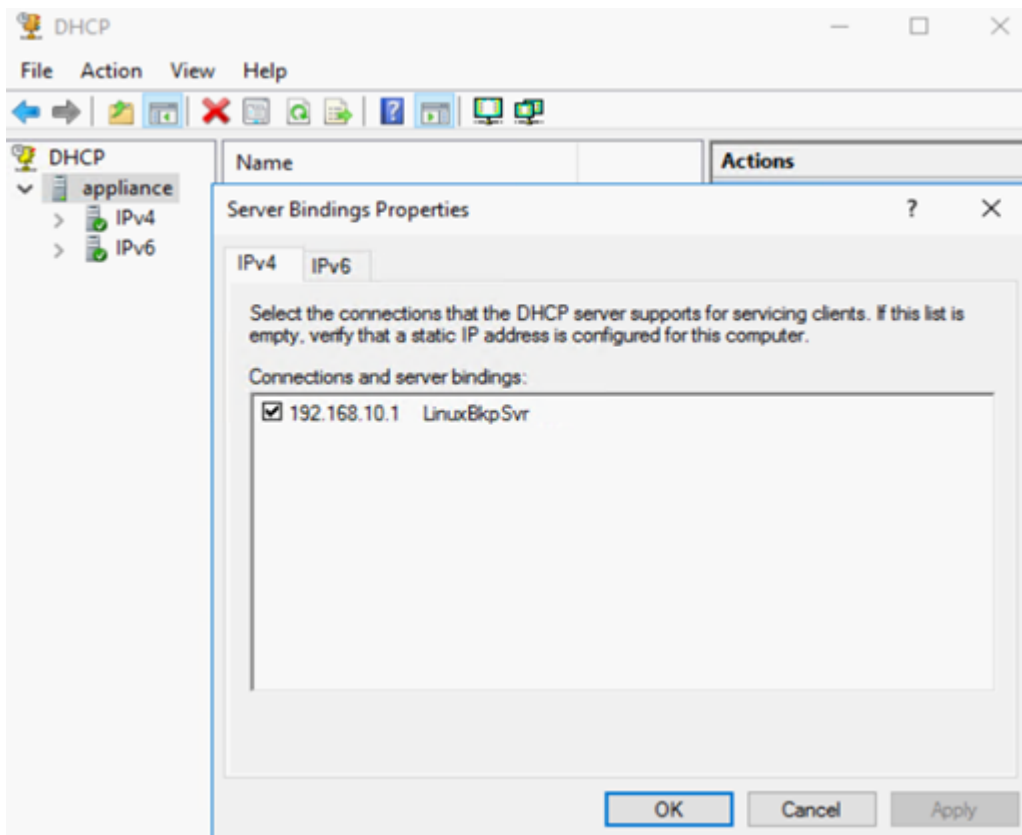 DHCP
File Action View Help
DHCP
appliance
IPv4
IPv6
Name
Actions
Server Bindings Properties
IPv4 IPv6
Select the connections that the DHCP server supports for servicing clients. If this list is
empty, verify that a static IP address is configured for this computer.
Connections and server bindings:
192.168.10.1 LinuxBkpSvr
OK Cancel Apply